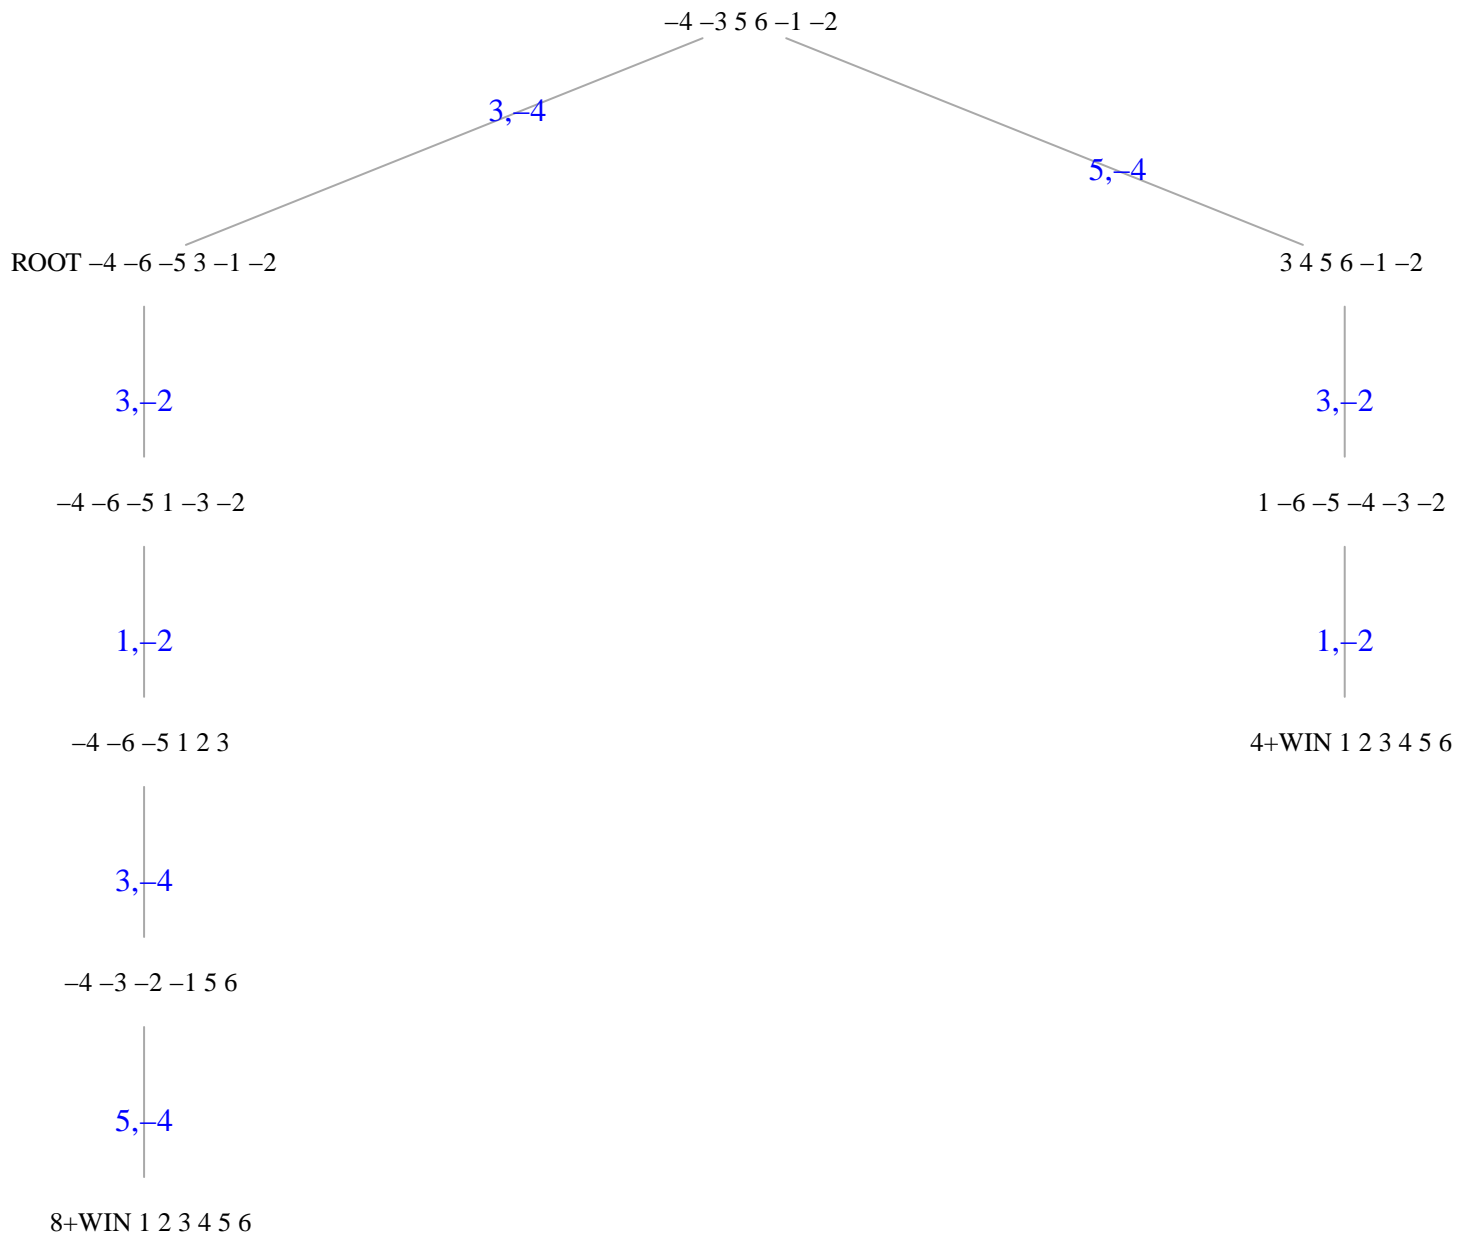 –4 –3 5 6 –1 –2
3,–4
5,–4
ROOT –4 –6 –5 3 –1 –2
3 4 5 6 –1 –2
3,–2
3,–2
–4 –6 –5 1 –3 –2
1 –6 –5 –4 –3 –2
1,–2
1,–2
–4 –6 –5 1 2 3
4+WIN 1 2 3 4 5 6
3,–4
–4 –3 –2 –1 5 6
5,–4
8+WIN 1 2 3 4 5 6